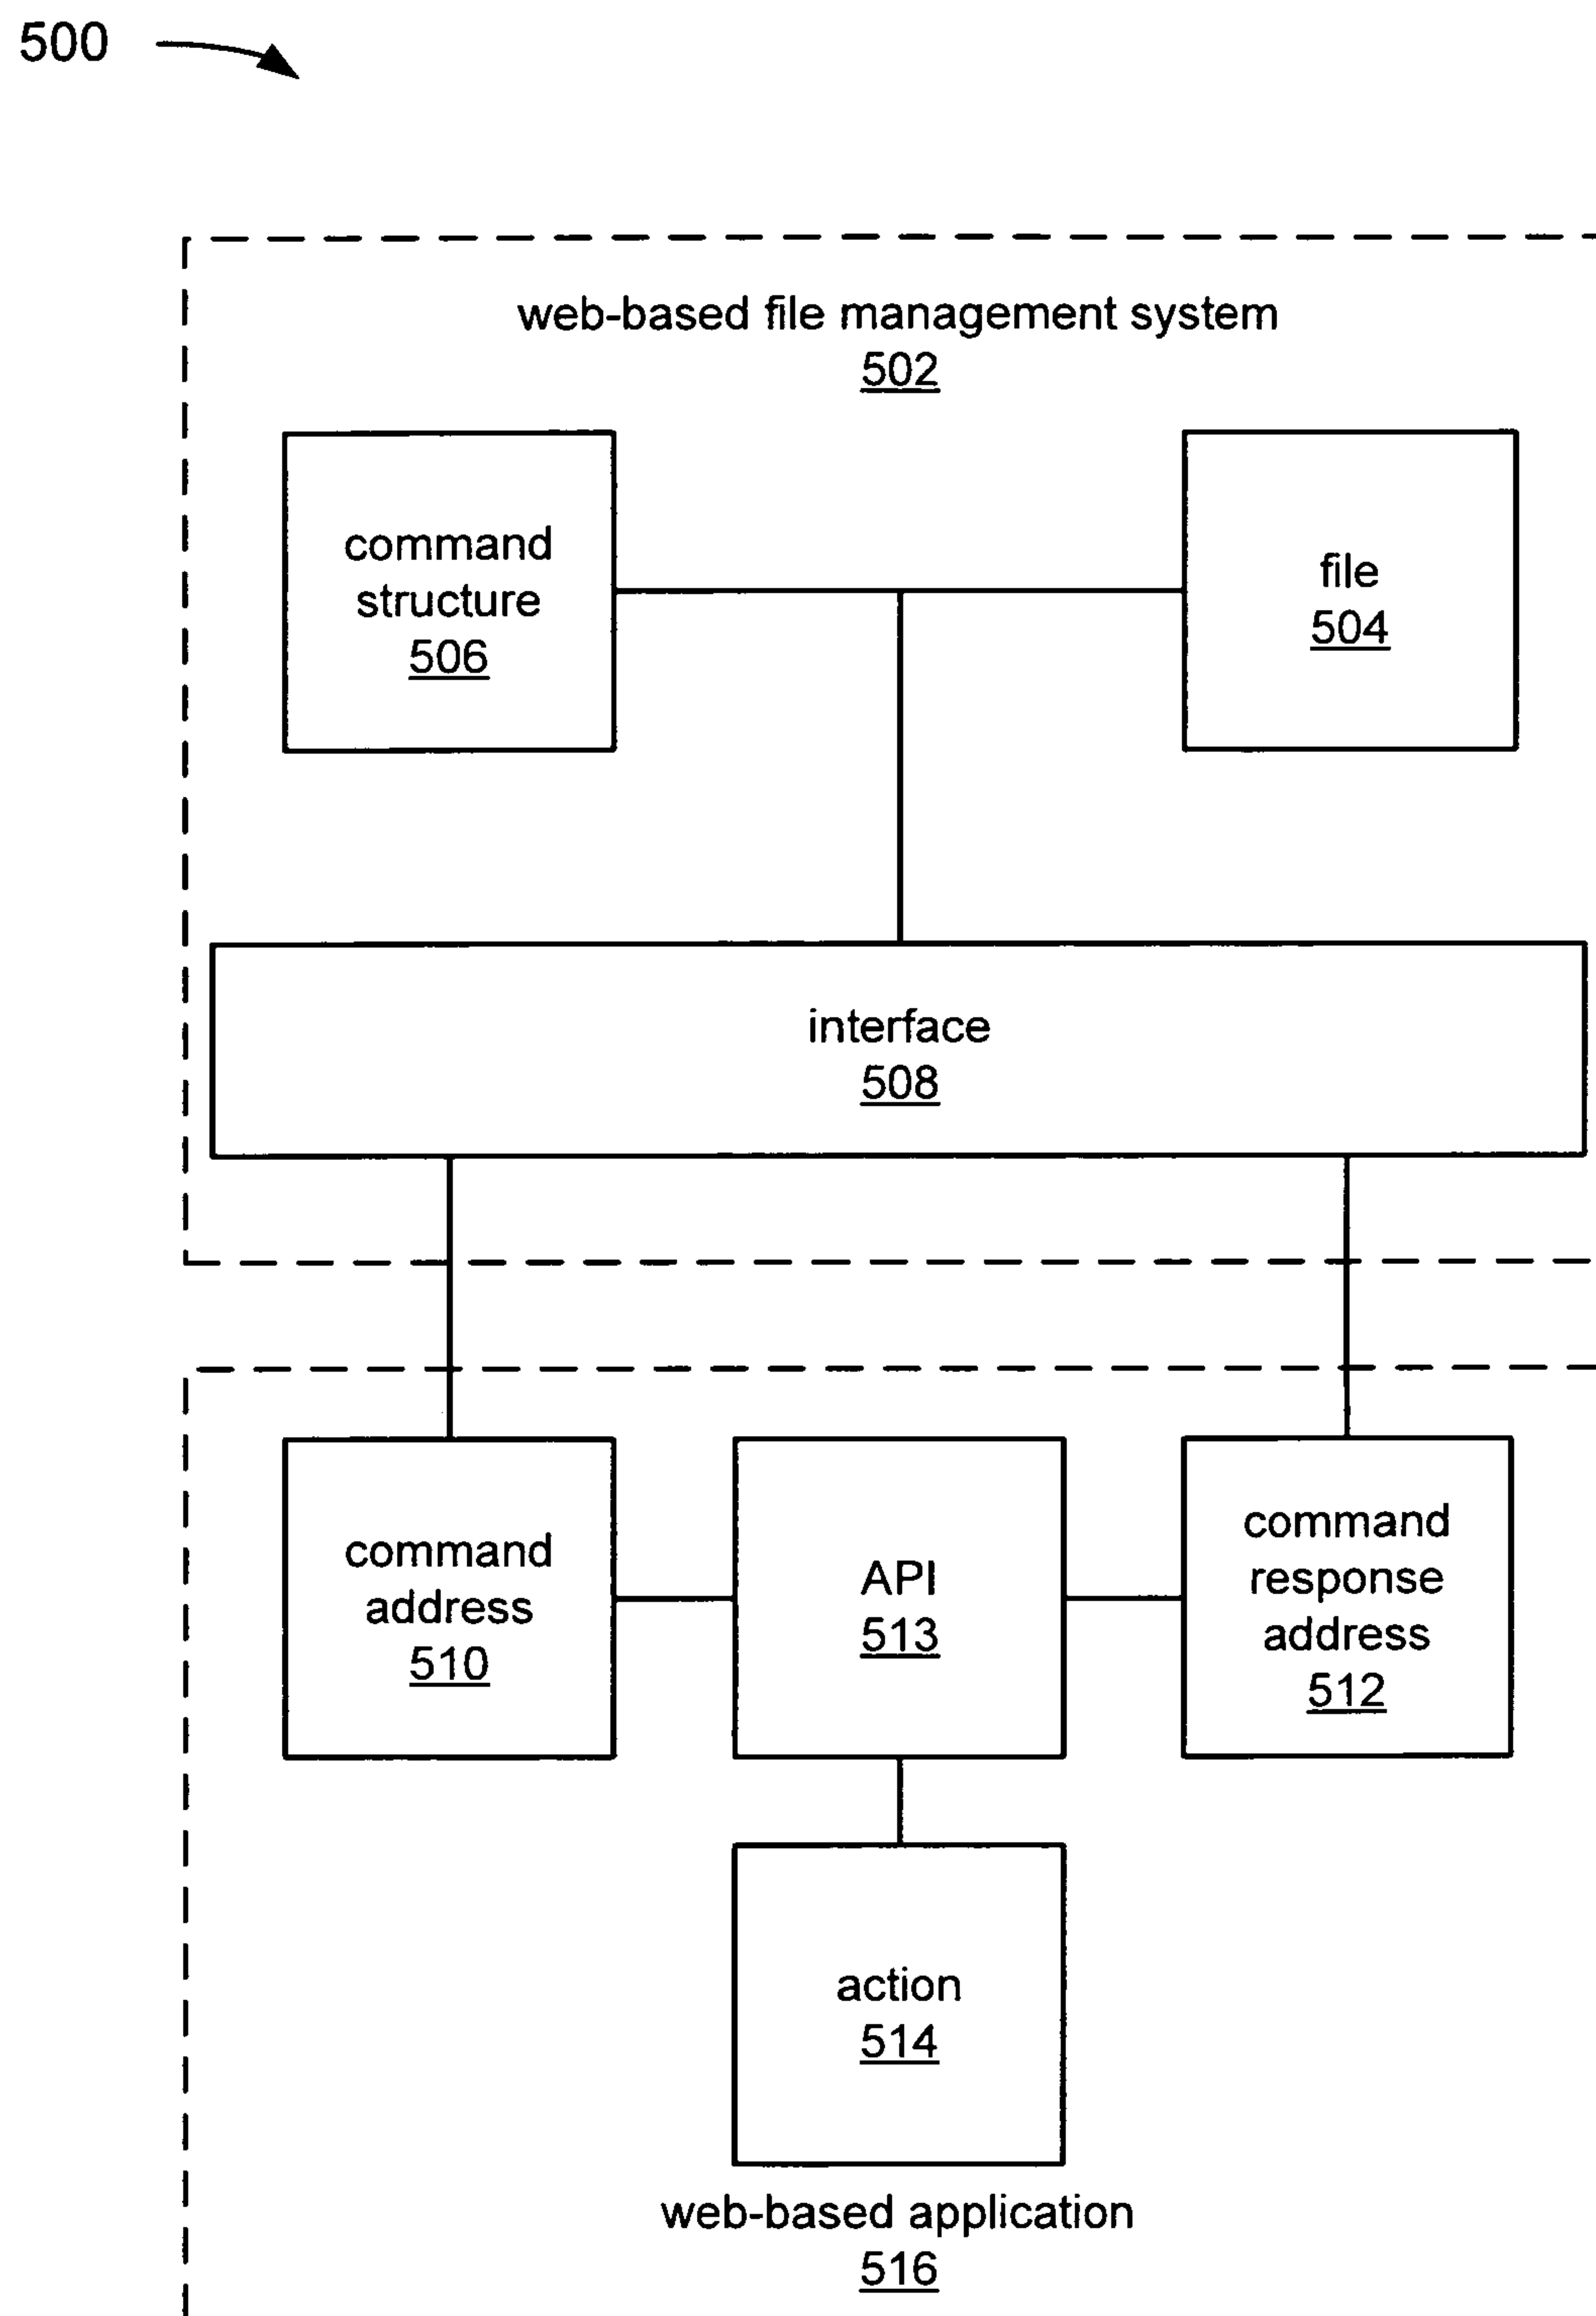 500
web-based file management system
502
command
structure
506
file
504
interface
508
command
address
510
API
513
command
response
address
512
action
514
web-based application
516